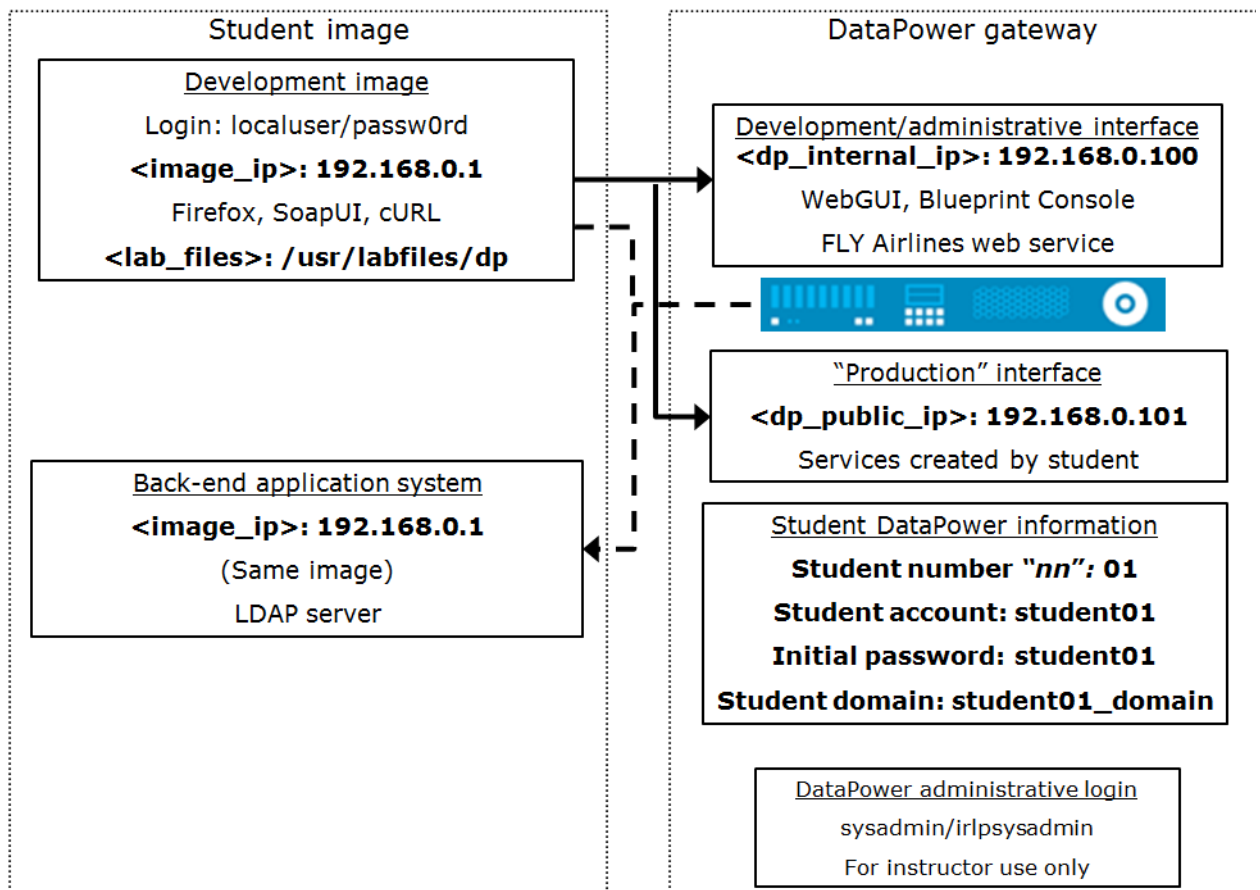 Student image
Development image
Login: localuser/passw0rd
<image_ip>: 192.168.0.1
Firefox, SoapUI, cURL
<lab_files>: /usr/labfiles/dp
Back-end application system
<image_ip>: 192.168.0.1
(Same image)
LDAP server
DataPower gateway
Development/administrative interface
<dp_internal_ip>: 192.168.0.100
WebGUI, Blueprint Console
FLY Airlines web service
“Production” interface
<dp_public_ip>: 192.168.0.101
Services created by student
Student DataPower information
Student number “nn”: 01
Student account: student01
Initial password: student01
Student domain: student01_domain
DataPower administrative login
sysadmin/irlpsysadmin
For instructor use only